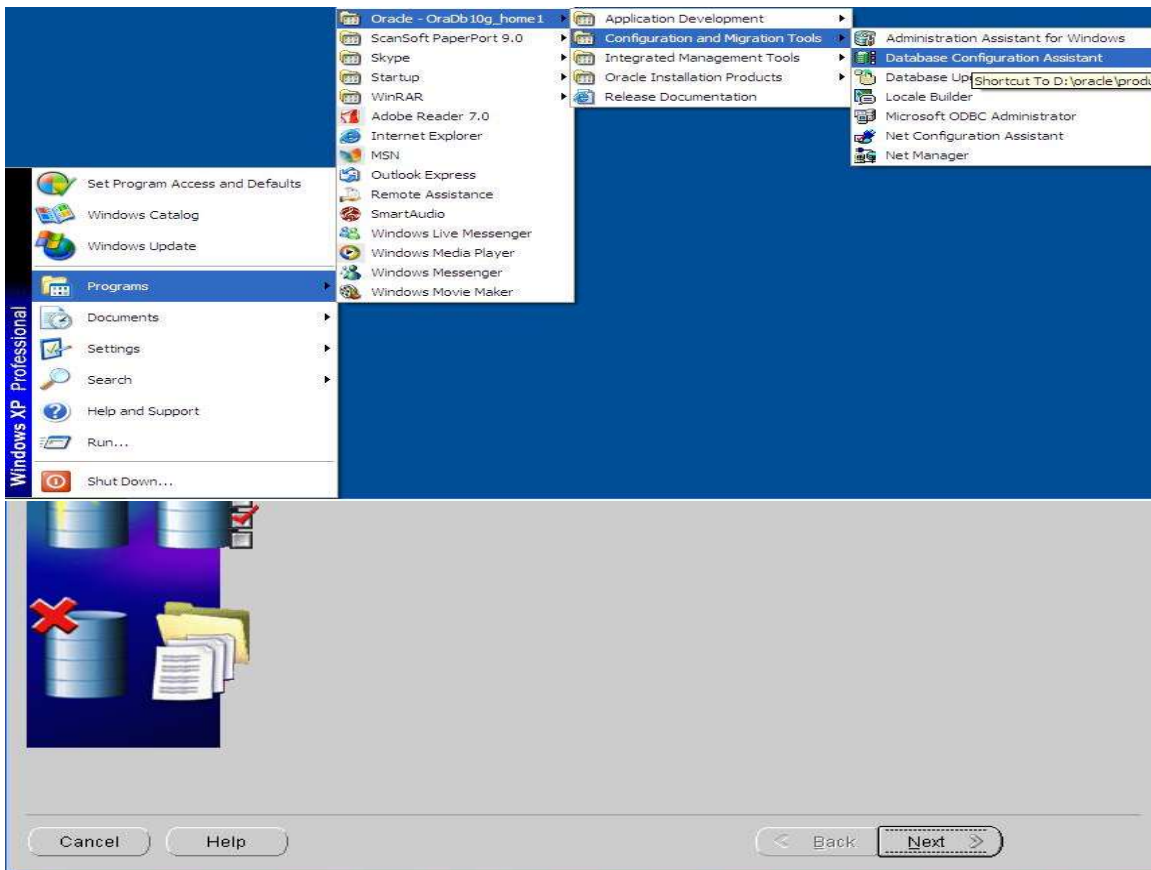 Oracle - OraDb10g_home1
ScanSoft PaperPort 9.0
Skype
Startup
WinRAR
Adobe Reader 7.0
Internet Explorer
MSN
Outlook Express
Remote Assistance
SmartAudio
Windows Live Messenger
Windows Media Player
Windows Messenger
Windows Movie Maker
Application Development
Configuration and Migration Tools
Integrated Management Tools
Oracle Installation Products
Release Documentation
Administration Assistant for Windows
Database Configuration Assistant
Database
Shortcut To D:\oracle\produ
Locale Builder
Microsoft ODBC Administrator
Net Configuration Assistant
Net Manager
Set Program Access and Defaults
Windows Catalog
Windows Update
Programs
Documents
Settings
Search
Help and Support
Run...
Shut Down...
Windows XP Professional
Cancel
Help
< Back
Next >>